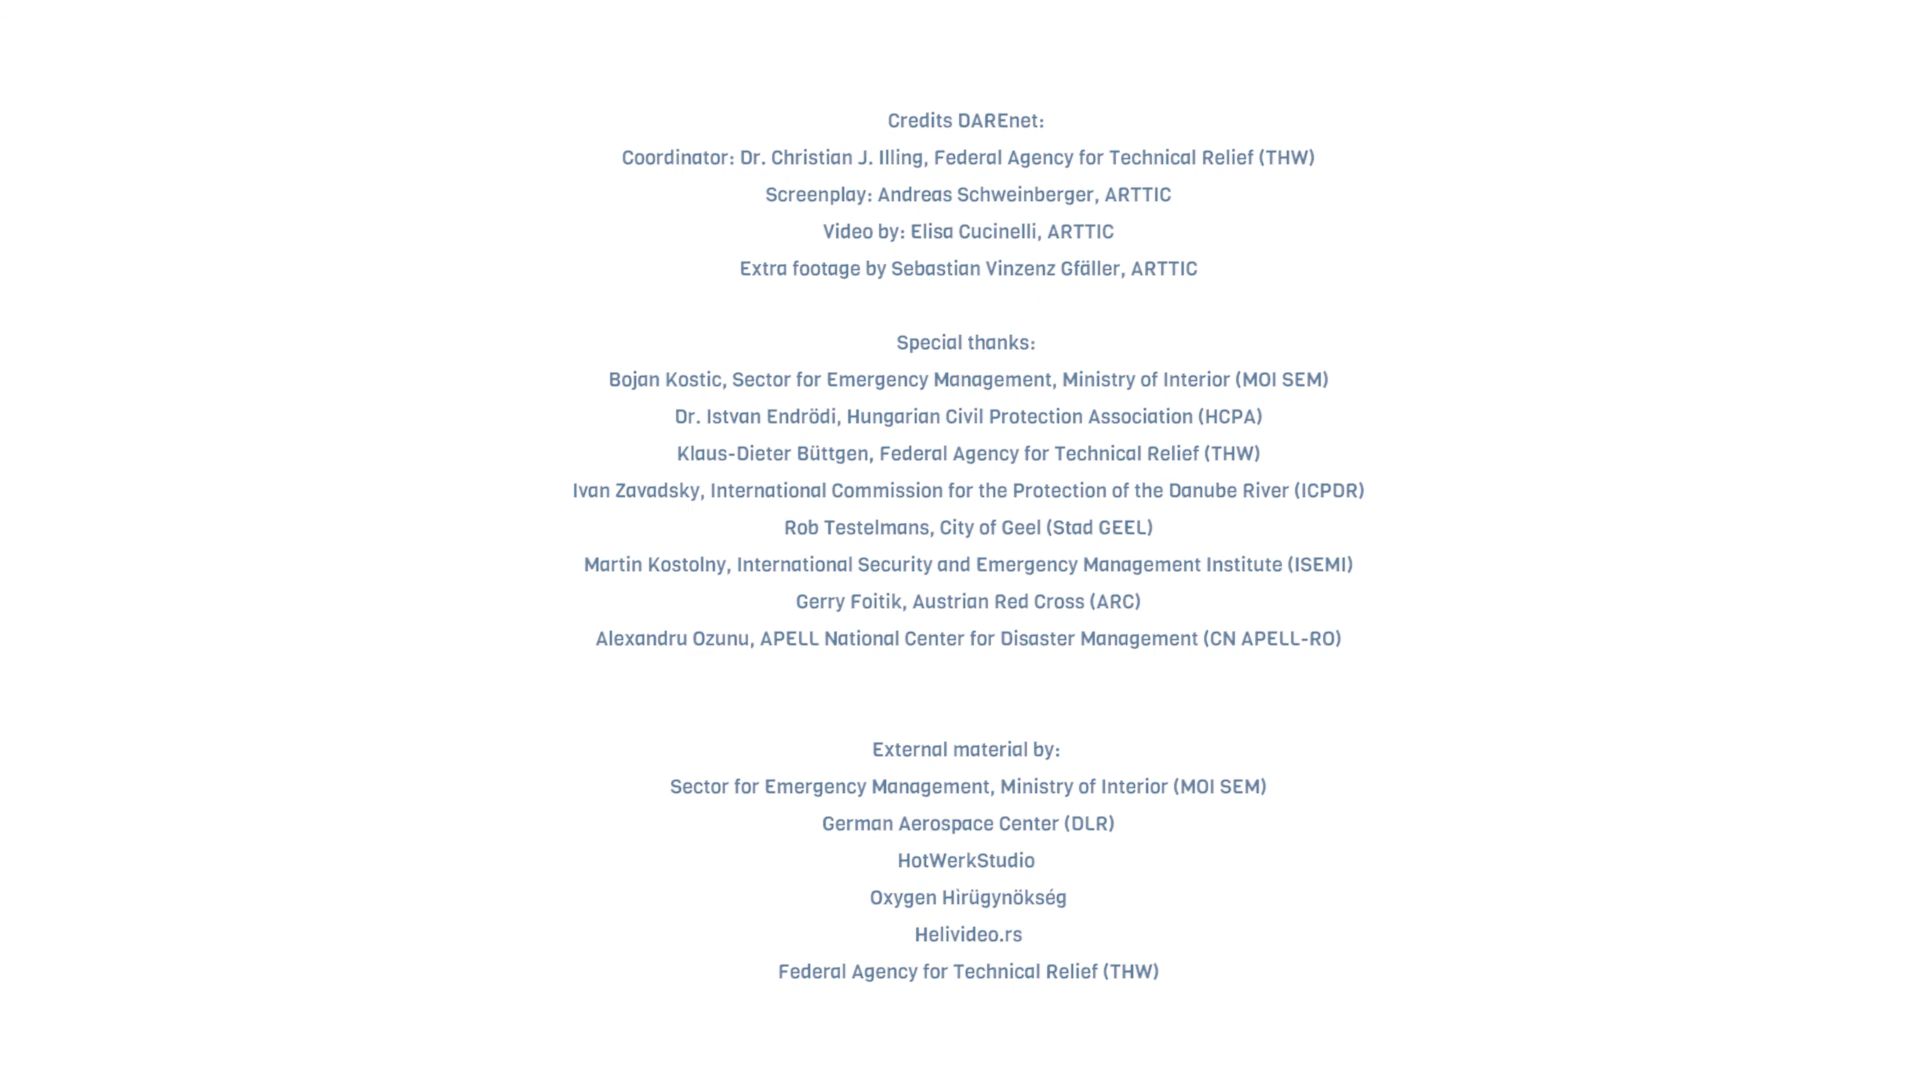 Credits DAREnet:
Coordinator: Dr. Christian J. Illing, Federal Agency for Technical Relief (THW)
Screenplay: Andreas Schweinberger, ARTTIC
Video by: Elisa Cucinelli, ARTTIC
Extra footage by Sebastian Vinzenz Gfäller, ARTTIC
Special thanks:
Bojan Kostic, Sector for Emergency Management, Ministry of Interior (MOI SEM)
Dr. Istvan Endrödi, Hungarian Civil Protection Association (HCPA)
Klaus-Dieter Büttgen, Federal Agency for Technical Relief (THW)
Ivan Zavadsky, International Commission for the Protection of the Danube River (ICPDR)
Rob Testelmans, City of Geel (Stad GEEL)
Martin Kostolny, International Security and Emergency Management Institute (ISEMI)
Gerry Foitik, Austrian Red Cross (ARC)
Alexandru Ozunu, APELL National Center for Disaster Management (CN APELL-RO)
External material by:
Sector for Emergency Management, Ministry of Interior (MOI SEM)
German Aerospace Center (DLR)
HotWerkStudio
Oxygen Hirügynökség
Helivideo.rs
Federal Agency for Technical Relief (THW)